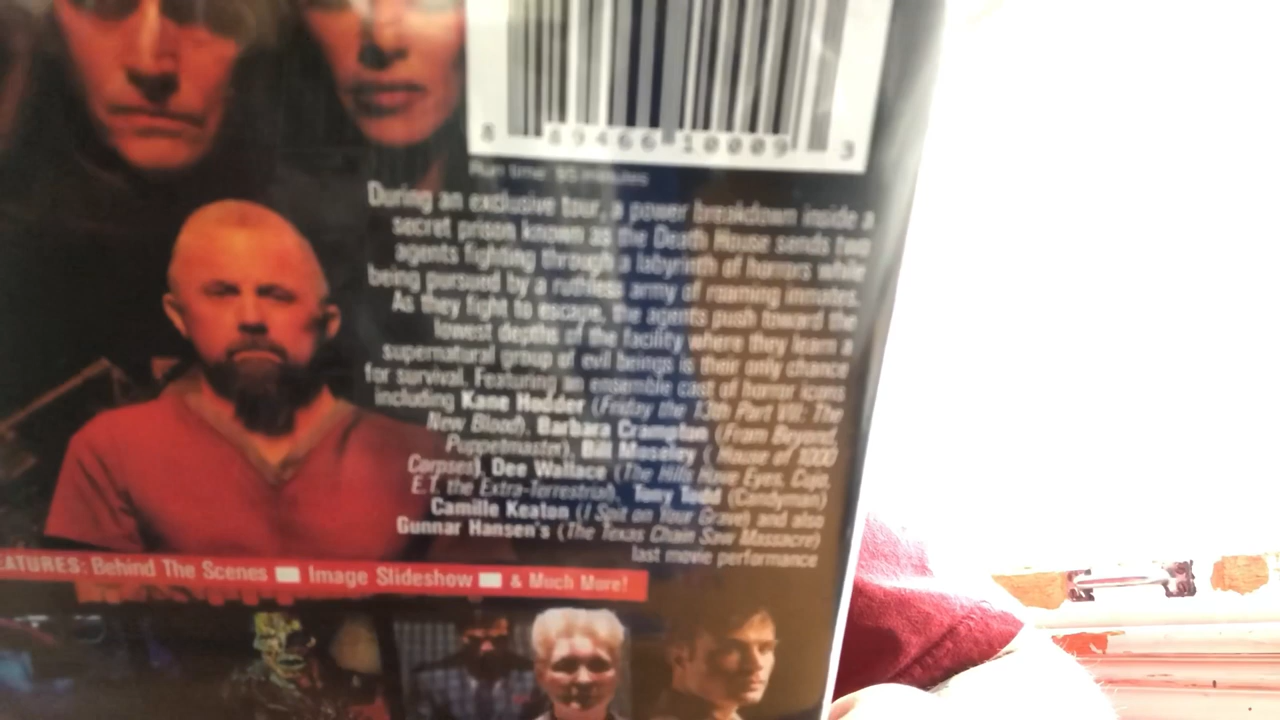 8 89466 10009 3
Run time: 95 minutes
During an exclusive tour, a power breakdown inside a
secret prison known as the Death House sends two
agents fighting through a labyrinth of horrors while
being pursued by a ruthless army of roaming inmates.
As they fight to escape, the agents push toward the
lowest depths of the facility where they learn a
supernatural group of evil beings is their only chance
for survival. Featuring an ensemble cast of horror icons
including Kane Hodder (Friday the 13th Part VII: The
New Blood), Barbara Crampton (From Beyond,
Puppetmaster), Bill Moseley ( House of 1000
Corpses), Dee Wallace (The Hills Have Eyes, Cujo,
E.T. the Extra-Terrestrial), Tony Todd (Candyman)
Camille Keaton (I Spit on Your Grave) and also
Gunnar Hansen's (The Texas Chain Saw Massacre)
last movie performance
EATURES: Behind The Scenes Image Slideshow & Much More!